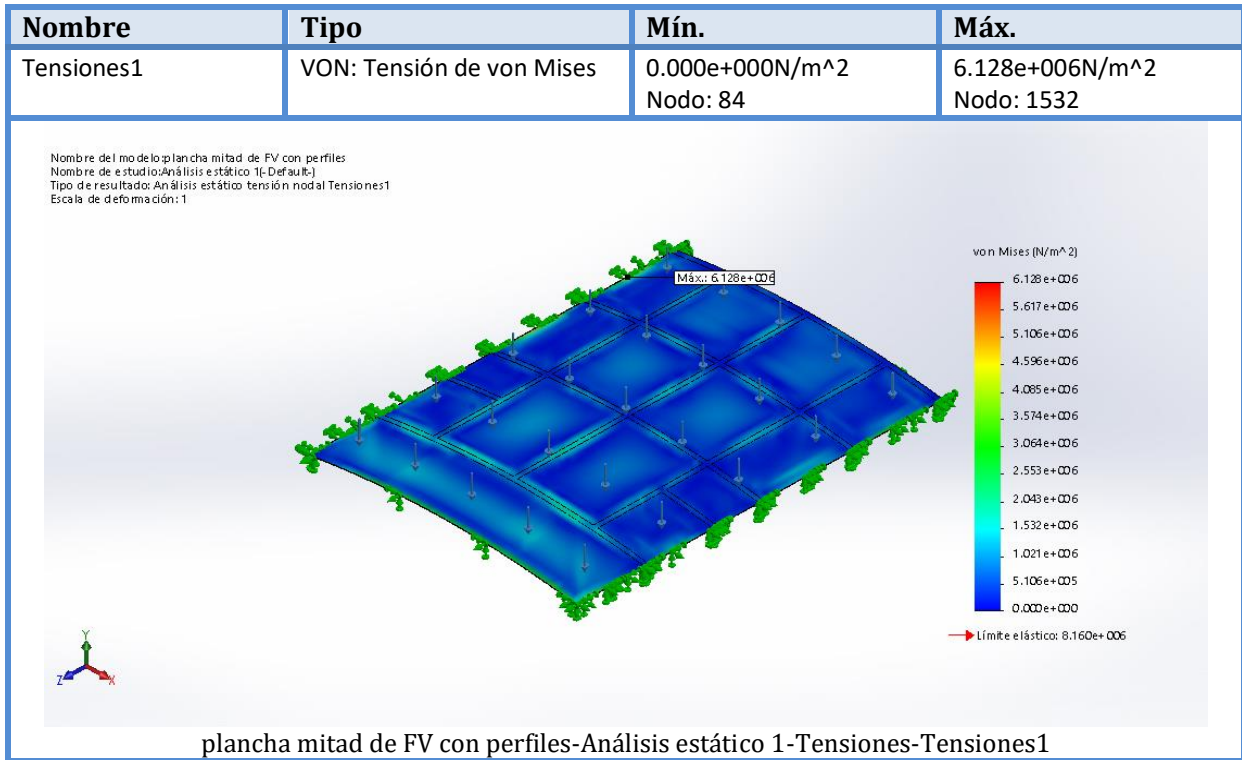 Nombre Tipo Mín. Máx.
Tensiones1 VON: Tensión de von Mises 0.000e+000N/m^2 6.128e+006N/m^2
Nodo: 84 Nodo: 1532
Nombre del modelo:plancha mitad de FV con perfiles
Nombre de estudio:Análisis estático 1(-Default-)
Tipo de resultado: Análisis estático tensión nodal Tensiones1
Escala de deformación: 1
von Mises (N/m^2)
Máx.: 6.128e+006
6.128e+006
5.617e+006
5.106e+006
4.596e+006
4.085e+006
3.574e+006
3.064e+006
2.553e+006
2.043e+006
1.532e+006
1.021e+006
5.106e+005
0.000e+000
Límite elástico: 8.160e+006
Y
Z X
plancha mitad de FV con perfiles-Análisis estático 1-Tensiones-Tensiones1